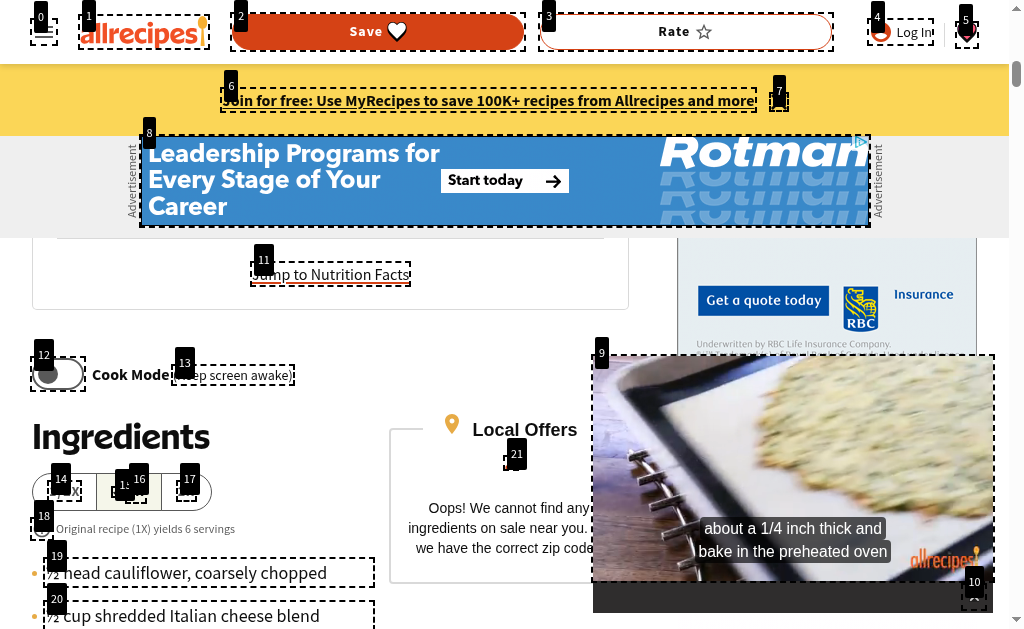 0
1
2
3
4
5
allrecipes
Save
Rate
Log In
6
7
Join for free: Use MyRecipes to save 100K+ recipes from Allrecipes and more
8
Advertisement
Leadership Programs for
Every Stage of Your
Career
Start today
Rotman
Rotman
Rotman
Rotman
Advertisement
11
Jump to Nutrition Facts
Get a quote today
RBC
Insurance
Underwritten by RBC Life Insurance Company.
12
13
Cook Mode
screen awake)
9
Ingredients
Local Offers
21
14
15
16
17
X
18
Original recipe (1X) yields 6 servings
Oops! We cannot find any
ingredients on sale near you.
we have the correct zip code
about a 1/4 inch thick and
bake in the preheated oven
allrecipes
19
½ head cauliflower, coarsely chopped
10
20
½ cup shredded Italian cheese blend